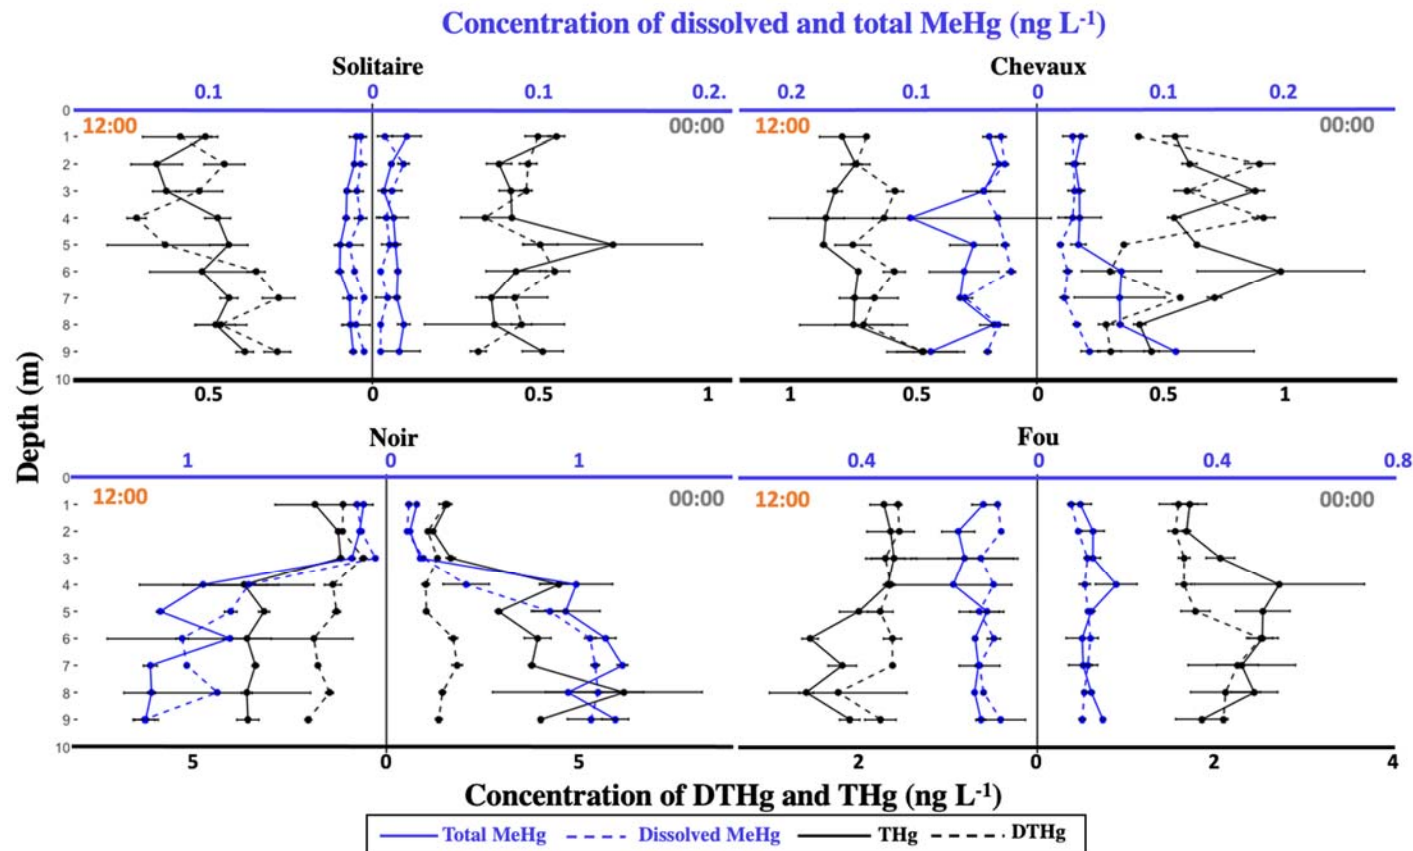 Concentration of dissolved and total MeHg (ng L⁻¹)
Solitaire
Chevaux
0.1 0 0.1 0.2.
0.2 0.1 0 0.1 0.2
0
12:00 00:00
12:00 00:00
1
2
3
4
5
6
7
8
9
10
0.5 0 0.5 1
1 0.5 0 0.5 1
Depth (m)
Noir
Fou
1 0 1
0.4 0 0.4 0.8
0
12:00 00:00
12:00 00:00
1
2
3
4
5
6
7
8
9
10
5 0 5
2 0 2 4
Concentration of DTHg and THg (ng L⁻¹)
Total MeHg Dissolved MeHg THg DTHg